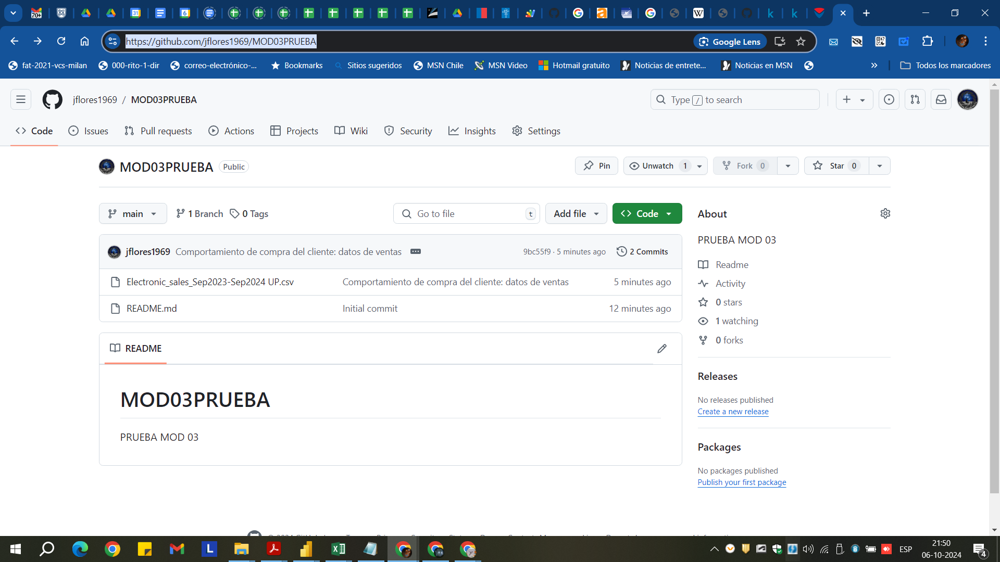 70+
31
6
https://github.com/jflores1969/MOD03PRUEBA
Google Lens
fat-2021-vcs-milan
000-rito-1-dir
correo-electrónico-...
Bookmarks
Sitios sugeridos
MSN Chile
MSN Video
Hotmail gratuito
Noticias de entrete...
Noticias en MSN
»
Todos los marcadores
jflores1969 / MOD03PRUEBA
Type / to search
Code
Issues
Pull requests
Actions
Projects
Wiki
Security
Insights
Settings
MOD03PRUEBA
Public
Pin
Unwatch 1
Fork 0
Star 0
main
1 Branch
0 Tags
Go to file
t
Add file
Code
jflores1969 Comportamiento de compra del cliente: datos de ventas
9bc55f9 · 5 minutes ago
2 Commits
Electronic_sales_Sep2023-Sep2024 UP.csv
Comportamiento de compra del cliente: datos de ventas
5 minutes ago
README.md
Initial commit
12 minutes ago
README
MOD03PRUEBA
PRUEBA MOD 03
About
PRUEBA MOD 03
Readme
Activity
0 stars
1 watching
0 forks
Releases
No releases published
Create a new release
Packages
No packages published
Publish your first package
ESP
21:50
06-10-2024
4